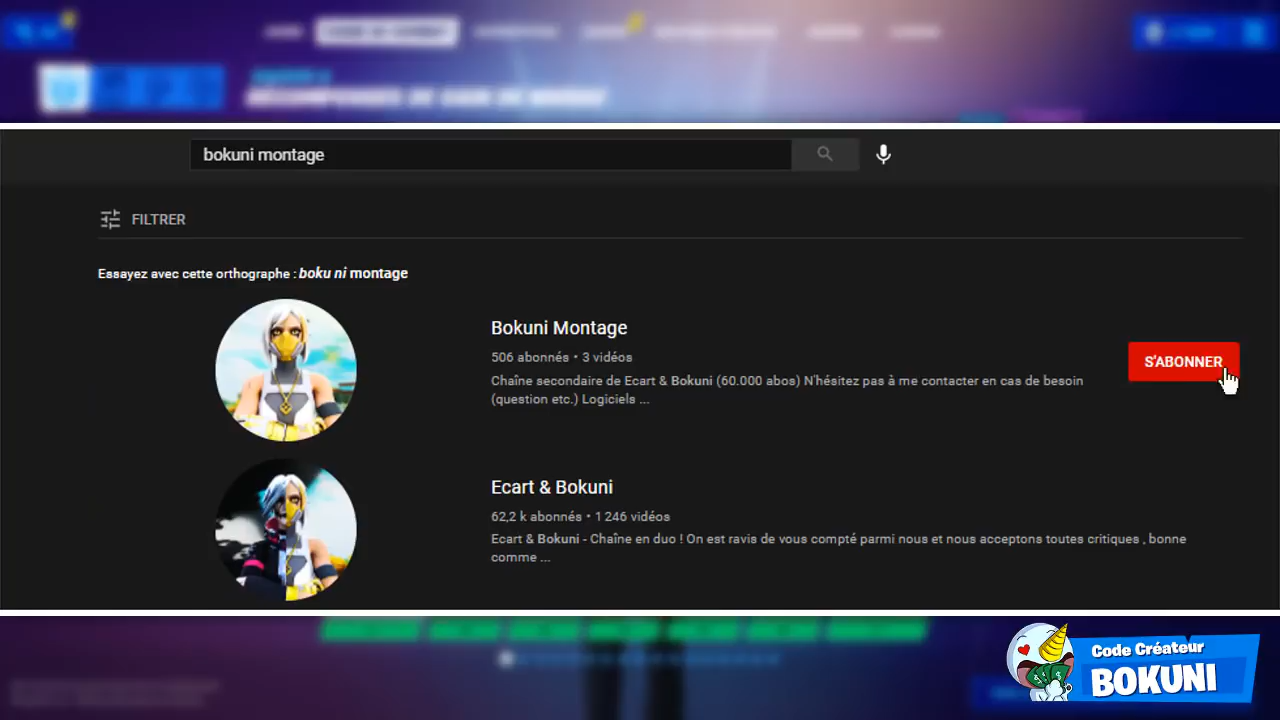 bokuni montage
FILTRER
Essayez avec cette orthographe : boku ni montage
Bokuni Montage
506 abonnés • 3 vidéos
Chaîne secondaire de Ecart & Bokuni (60.000 abos) N'hésitez pas à me contacter en cas de besoin
(question etc.) Logiciels ...
S'ABONNER
Ecart & Bokuni
62,2 k abonnés • 1 246 vidéos
Ecart & Bokuni - Chaîne en duo ! On est ravis de vous compté parmi nous et nous acceptons toutes critiques , bonne
comme ...
Code Créateur
BOKUNI